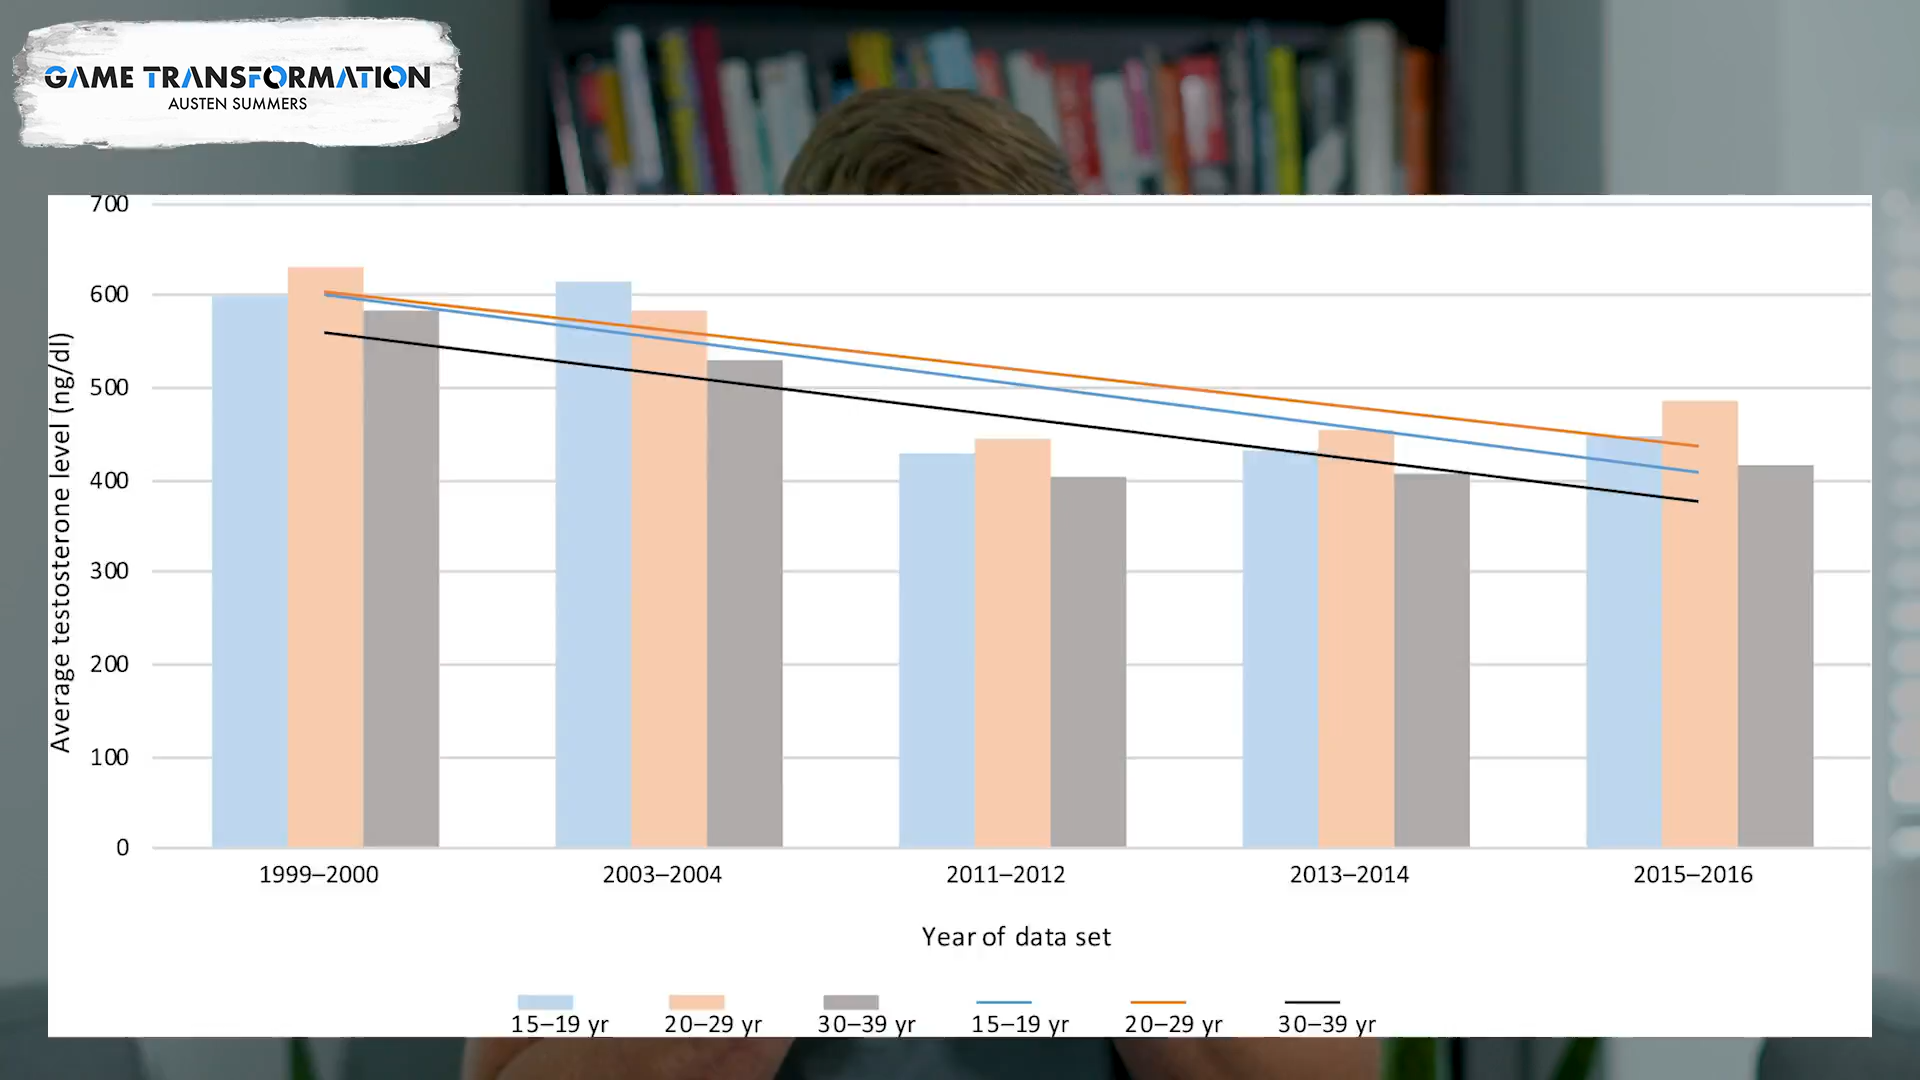 GAME TRANSFORMATION
AUSTEN SUMMERS
Average testosterone level (ng/dl)
700
600
500
400
300
200
100
0
1999–2000 2003–2004 2011–2012 2013–2014 2015–2016
Year of data set
15–19 yr 20–29 yr 30–39 yr 15–19 yr 20–29 yr 30–39 yr